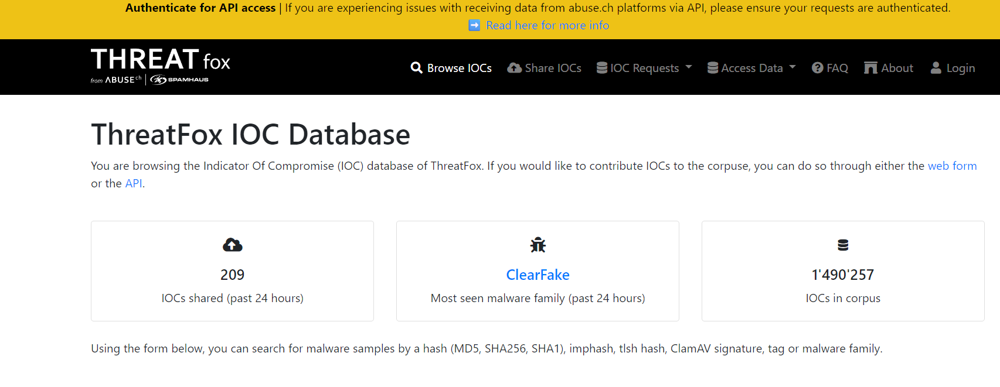 Authenticate for API access | If you are experiencing issues with receiving data from abuse.ch platforms via API, please ensure your requests are authenticated.
➡️ Read here for more info
THREAT fox
from ABUSE ch | SPAMHAUS
Browse IOCs Share IOCs IOC Requests Access Data FAQ About Login
ThreatFox IOC Database
You are browsing the Indicator Of Compromise (IOC) database of ThreatFox. If you would like to contribute IOCs to the corpuse, you can do so through either the web form
or the API.
209
IOCs shared (past 24 hours)
ClearFake
Most seen malware family (past 24 hours)
1'490'257
IOCs in corpus
Using the form below, you can search for malware samples by a hash (MD5, SHA256, SHA1), imphash, tlsh hash, ClamAV signature, tag or malware family.